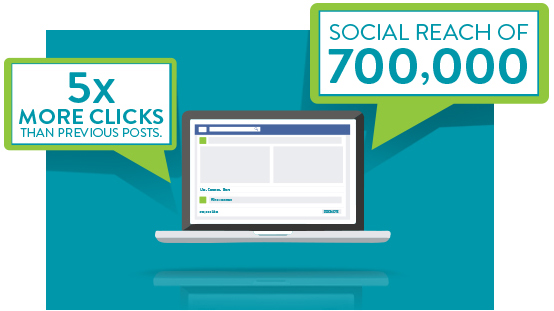 5x
MORE CLICKS
THAN PREVIOUS POSTS.
SOCIAL REACH OF
700,000